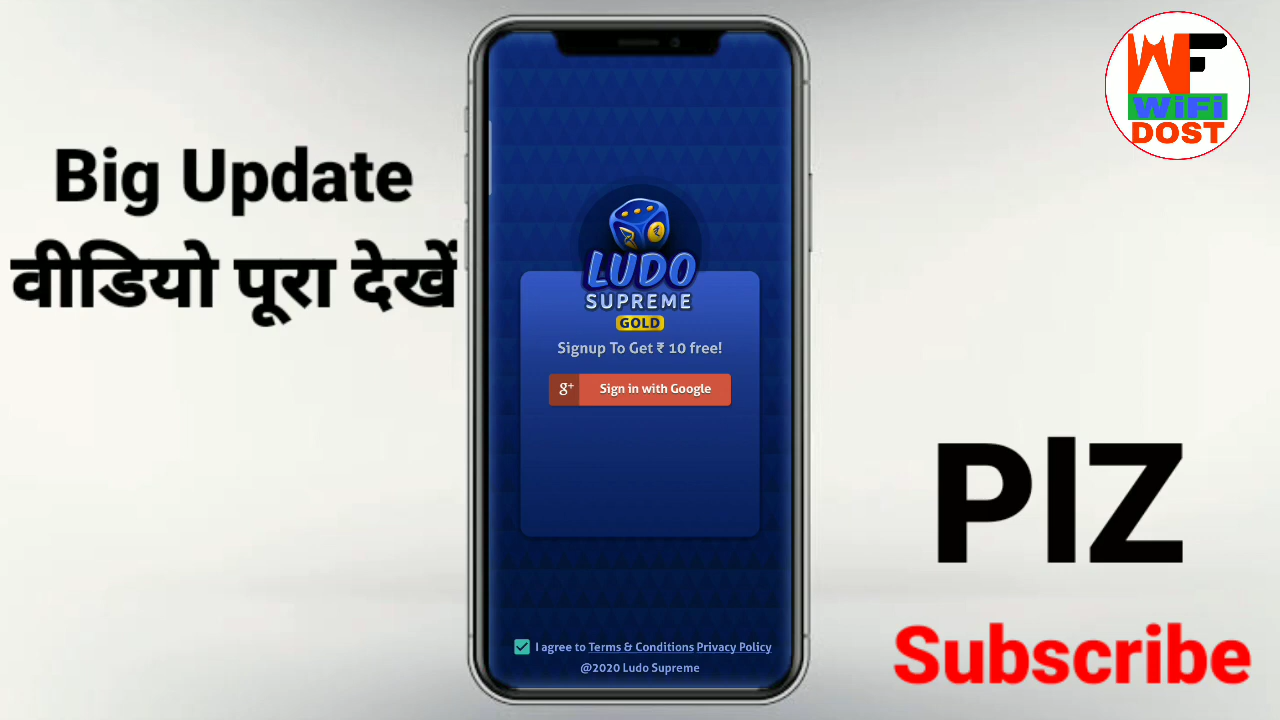 WF
WiFi
DOST
Big Update
वीडियो पूरा देखें
LUDO
SUPREME
GOLD
Signup To Get ₹ 10 free!
g+ Sign in with Google
PlZ
Subscribe
I agree to Terms & Conditions Privacy Policy
@2020 Ludo Supreme